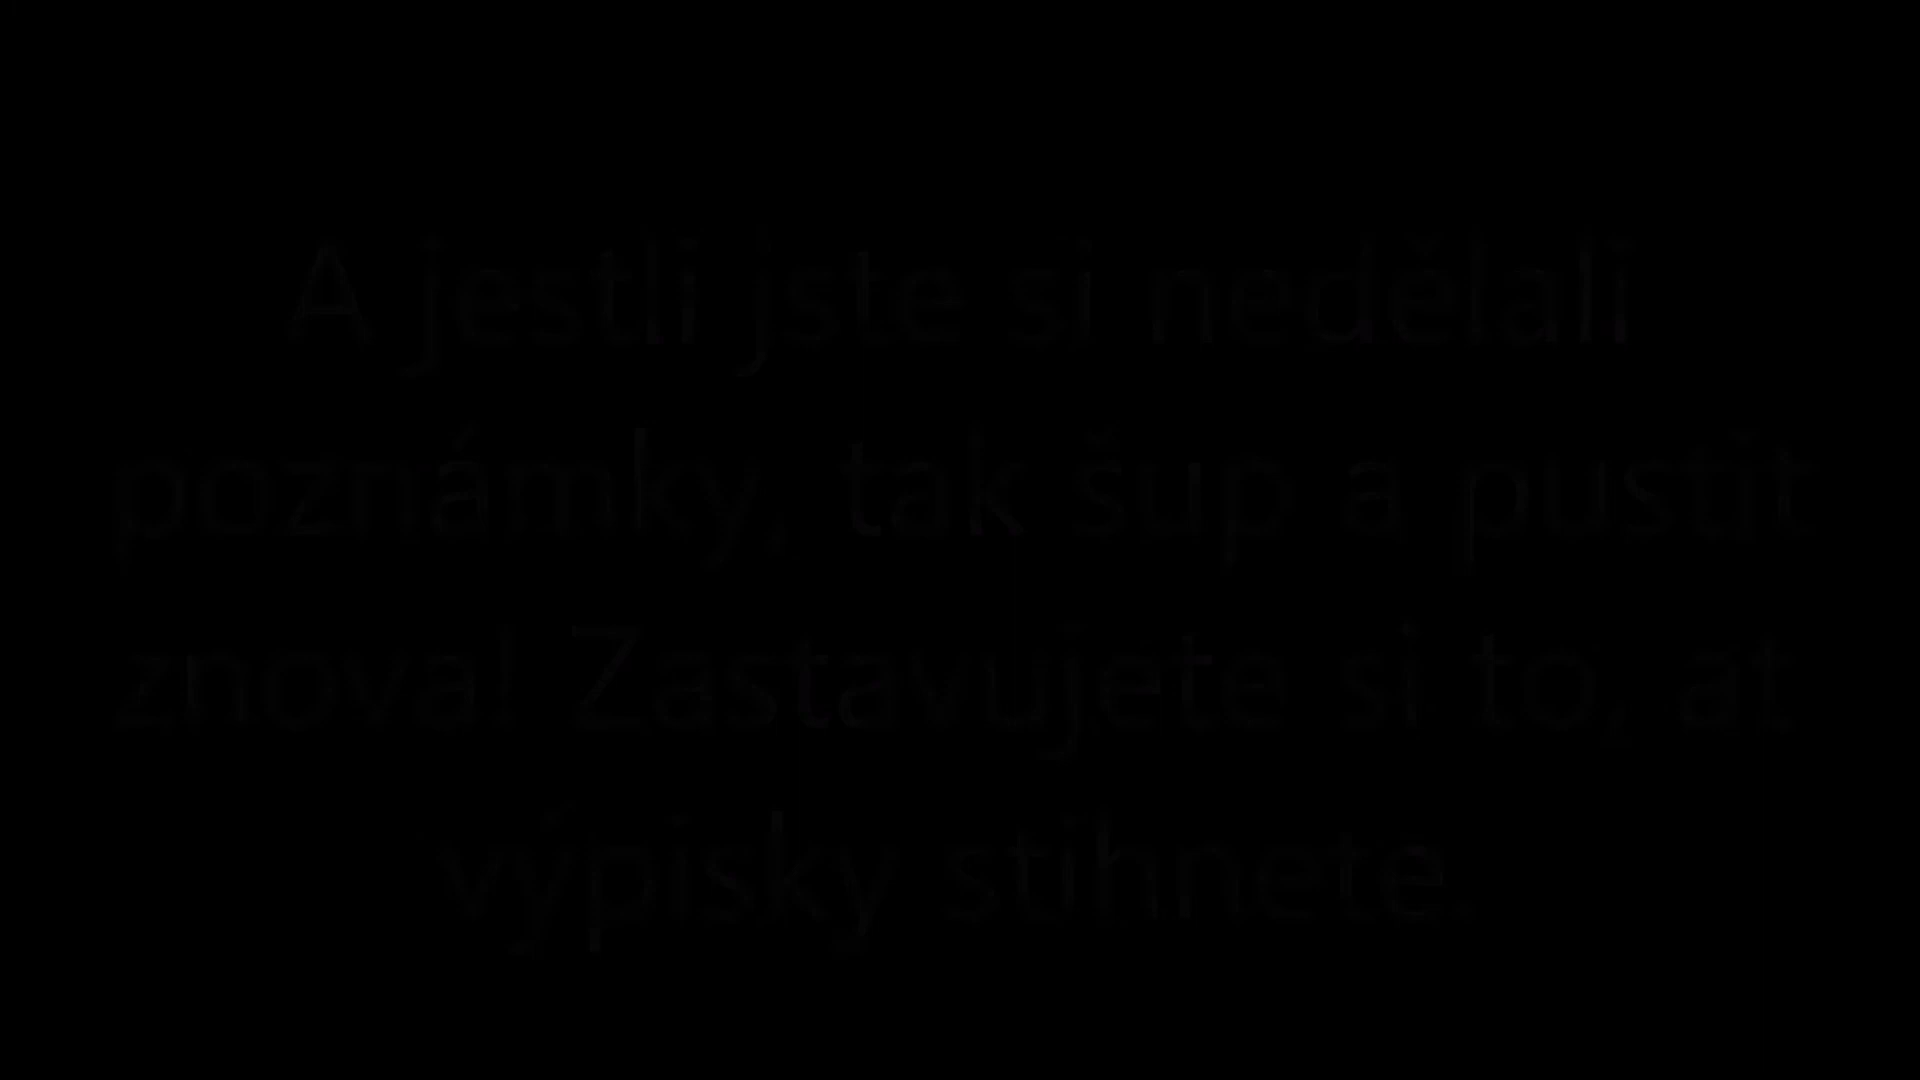 A jestli jste si nedělali
poznámky, tak šup a pustit
znova! Zastavujete si to, ať
výpisky stihnete.